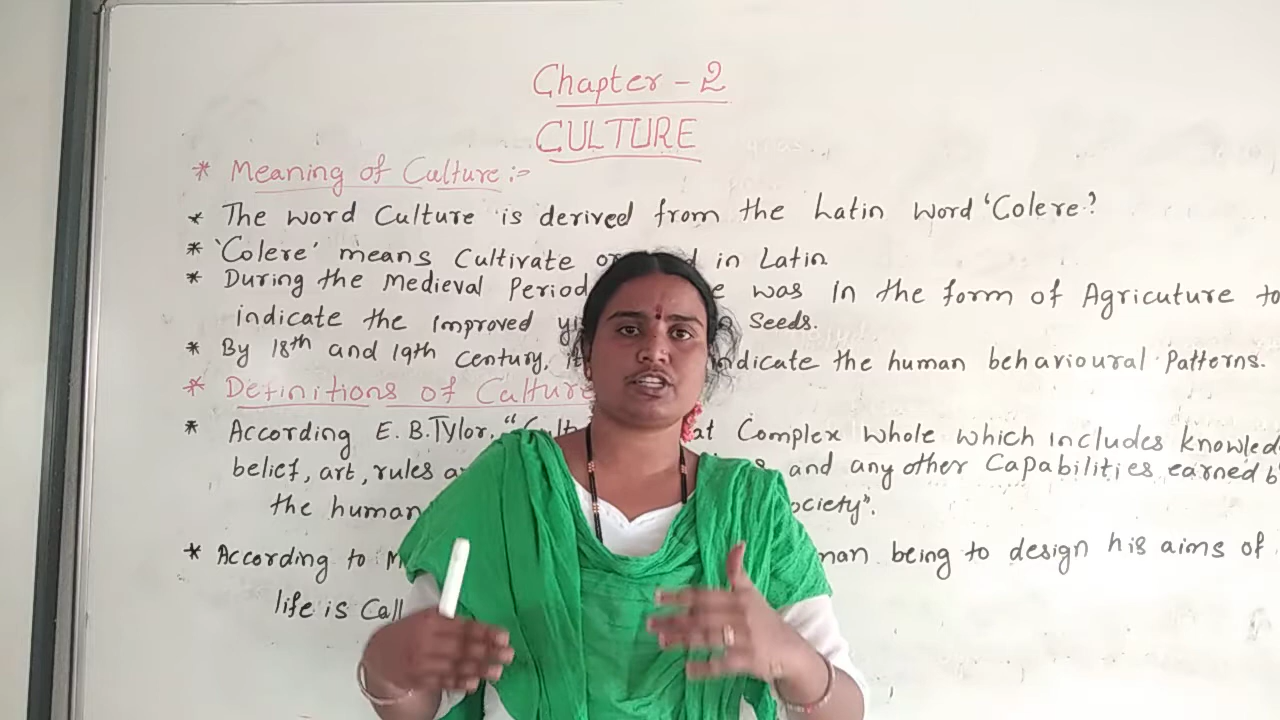 Chapter - 2
CULTURE
* Meaning of Culture :-
* The word Culture is derived from the Latin word 'Colere'.
* 'Colere' means Cultivate or in Latin
* During the Medieval Period was in the form of Agricuture to
indicate the improved Seeds.
* By 18th and 19th Century, indicate the human behavioural Patterns.
* Definitions of Culture
* According E. B. Tylor, " Complex whole which includes
belief, art, rules and any other Capabilities earned
the human society".
* According to being to design his aims of
life is